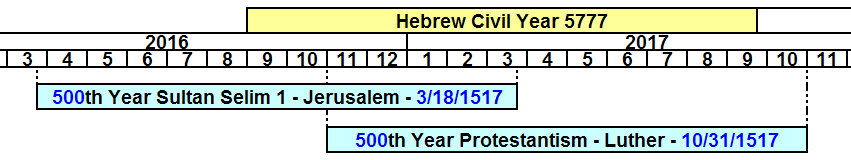 Hebrew Civil Year 5777
2016 2017
3 4 5 6 7 8 9 10 11 12 1 2 3 4 5 6 7 8 9 10 11
500th Year Sultan Selim 1 - Jerusalem - 3/18/1517
500th Year Protestantism - Luther - 10/31/1517